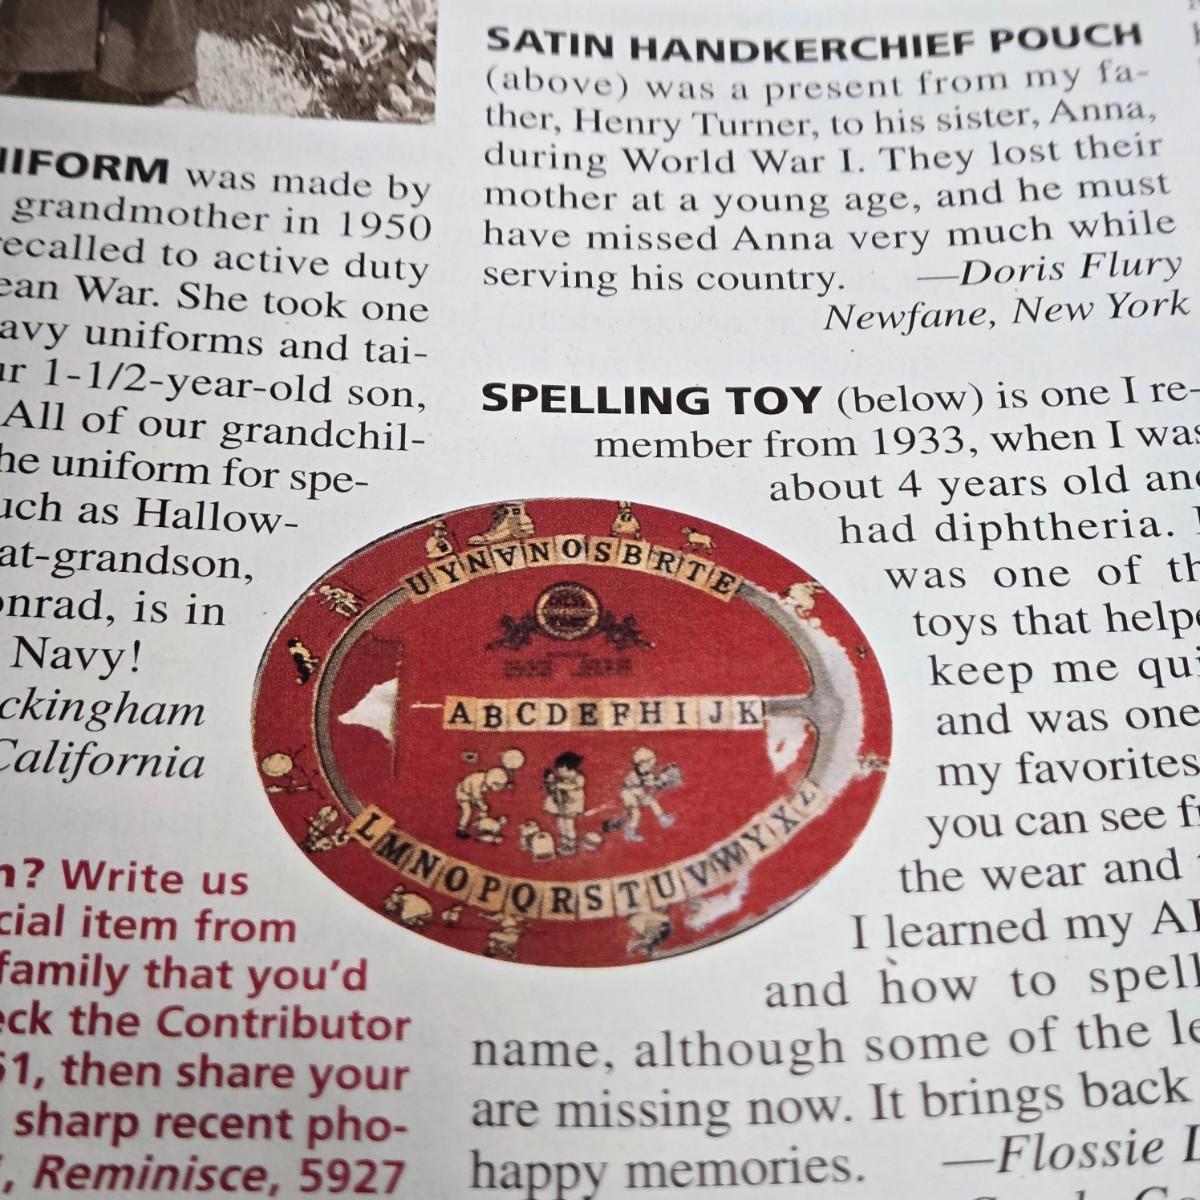 IIFORM was made by
grandmother in 1950
recalled to active duty
ean War. She took one
avy uniforms and tai-
ur 1-1/2-year-old son,
All of our grandchil-
he uniform for spe-
uch as Hallow-
at-grandson,
onrad, is in
Navy!
ckingham
California
n? Write us
cial item from
family that you'd
eck the Contributor
51, then share your
sharp recent pho-
, Reminisce, 5927
SATIN HANDKERCHIEF POUCH
(above) was a present from my fa-
ther, Henry Turner, to his sister, Anna,
during World War I. They lost their
mother at a young age, and he must
have missed Anna very much while
serving his country. —Doris Flury
Newfane, New York
SPELLING TOY (below) is one I re-
member from 1933, when I was
about 4 years old and
had diphtheria. I
was one of th
toys that helpe
keep me qui
and was one
my favorites
you can see f
the wear and
I learned my AB
and how to spell
name, although some of the le
are missing now. It brings back
happy memories. —Flossie
UYNVNOSBRTE
ABCDEFHIJK
LMNOPQRSTUVWYXZ